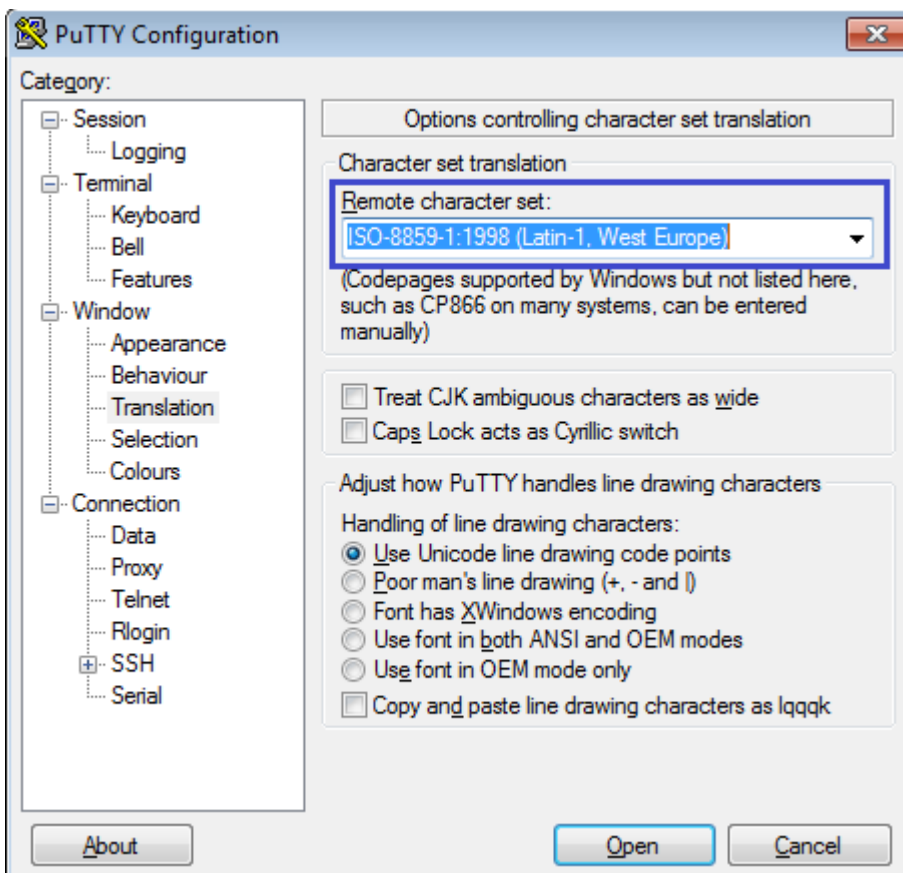 PuTTY Configuration
Category:
Session
Logging
Terminal
Keyboard
Bell
Features
Window
Appearance
Behaviour
Translation
Selection
Colours
Connection
Data
Proxy
Telnet
Rlogin
SSH
Serial
Options controlling character set translation
Character set translation
Remote character set:
ISO-8859-1:1998 (Latin-1, West Europe)
(Codepages supported by Windows but not listed here,
such as CP866 on many systems, can be entered
manually)
Treat CJK ambiguous characters as wide
Caps Lock acts as Cyrillic switch
Adjust how PuTTY handles line drawing characters
Handling of line drawing characters:
Use Unicode line drawing code points
Poor man's line drawing (+, - and |)
Font has XWindows encoding
Use font in both ANSI and OEM modes
Use font in OEM mode only
Copy and paste line drawing characters as lqqqk
About
Open
Cancel